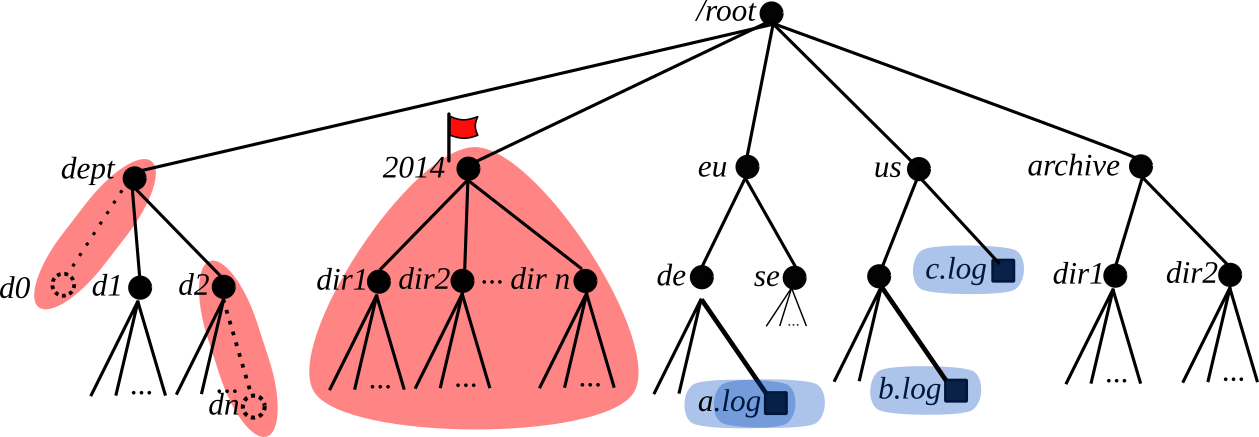 /root
dept 2014 eu us archive
d0 d1 d2 dir1 dir2 ... dir n de se c.log dir1 dir2
... ... ... ... ... ... ...
... dn a.log b.log